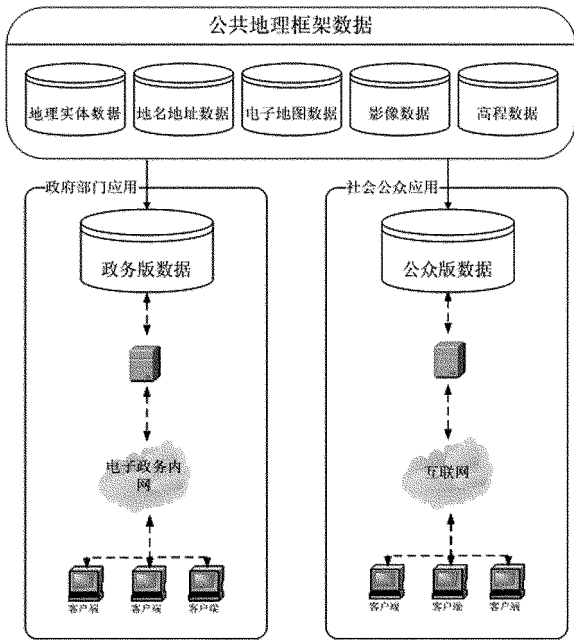 公共地理框架数据
地理实体数据
地名地址数据
电子地图数据
影像数据
高程数据
政府部门应用
政务版数据
电子政务内
网
客户端
客户端
客户端
社会公众应用
公众版数据
互联网
客户端
客户端
客户端